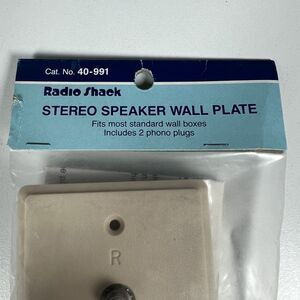 Cat. No. 40-991
Radio Shack
STEREO SPEAKER WALL PLATE
Fits most standard wall boxes
Includes 2 phono plugs
R